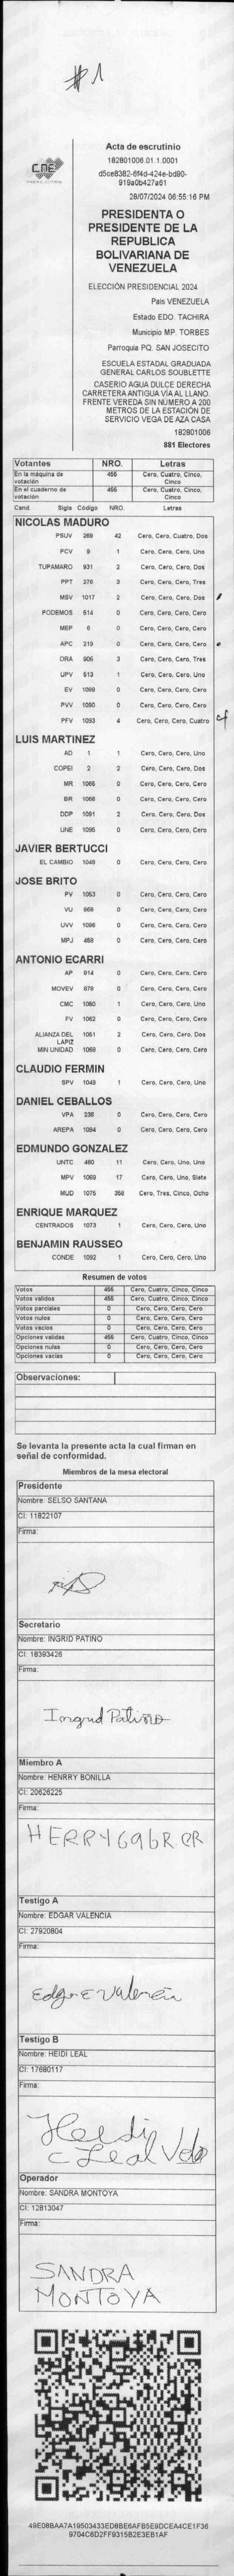 #1
CNE
Acta de escrutinio
182801006.01.1.0001
d5ce8382-6f4d-424e-bd90-
919a0b427a61
28/07/2024 06:55:16 PM
PRESIDENTA O
PRESIDENTE DE LA
REPUBLICA
BOLIVARIANA DE
VENEZUELA
ELECCIÓN PRESIDENCIAL 2024
Pais VENEZUELA
Estado EDO. TACHIRA
Municipio MP. TORBES
Parroquia PQ. SAN JOSECITO
ESCUELA ESTADAL GRADUADA
GENERAL CARLOS SOUBLETTE
CASERIO AGUA DULCE DERECHA
CARRETERA ANTIGUA VIA AL LLANO.
FRENTE VEREDA SIN NUMERO A 200
METROS DE LA ESTACIÓN DE
SERVICIO VEGA DE AZA CASA
182801006
881 Electores
Votantes NRO. Letras
En la máquina de votación 455 Cero, Cuatro, Cinco, Cinco
En el cuaderno de votación 455 Cero, Cuatro, Cinco, Cinco
Cand. Sigla Código NRO. Letras
NICOLAS MADURO
PSUV 269 42 Cero, Cero, Cuatro, Dos
PCV 9 1 Cero, Cero, Cero, Uno
TUPAMARO 931 2 Cero, Cero, Cero, Dos
PPT 276 3 Cero, Cero, Cero, Tres
MSV 1017 2 Cero, Cero, Cero, Dos
PODEMOS 514 0 Cero, Cero, Cero, Cero
MEP 6 0 Cero, Cero, Cero, Cero
APC 219 0 Cero, Cero, Cero, Cero
ORA 906 3 Cero, Cero, Cero, Tres
UPV 513 1 Cero, Cero, Cero, Uno
EV 1069 0 Cero, Cero, Cero, Cero
PVV 1050 0 Cero, Cero, Cero, Cero
PFV 1093 4 Cero, Cero, Cero, Cuatro
LUIS MARTINEZ
AD 1 1 Cero, Cero, Cero, Uno
COPEI 2 2 Cero, Cero, Cero, Dos
MR 1065 0 Cero, Cero, Cero, Cero
BR 1066 0 Cero, Cero, Cero, Cero
DDP 1091 2 Cero, Cero, Cero, Dos
UNE 1095 0 Cero, Cero, Cero, Cero
JAVIER BERTUCCI
EL CAMBIO 1048 0 Cero, Cero, Cero, Cero
JOSE BRITO
PV 1053 0 Cero, Cero, Cero, Cero
VU 968 0 Cero, Cero, Cero, Cero
UVV 1096 0 Cero, Cero, Cero, Cero
MPJ 458 0 Cero, Cero, Cero, Cero
ANTONIO ECARRI
AP 914 0 Cero, Cero, Cero, Cero
MOVEV 878 0 Cero, Cero, Cero, Cero
CMC 1060 1 Cero, Cero, Cero, Uno
FV 1062 0 Cero, Cero, Cero, Cero
ALIANZA DEL LAPIZ 1051 2 Cero, Cero, Cero, Dos
MIN UNIDAD 1088 0 Cero, Cero, Cero, Cero
CLAUDIO FERMIN
SPV 1049 1 Cero, Cero, Cero, Uno
DANIEL CEBALLOS
VPA 236 0 Cero, Cero, Cero, Cero
AREPA 1094 0 Cero, Cero, Cero, Cero
EDMUNDO GONZALEZ
UNTC 460 11 Cero, Cero, Uno, Uno
MPV 1069 17 Cero, Cero, Uno, Siete
MUD 1075 358 Cero, Tres, Cinco, Ocho
ENRIQUE MARQUEZ
CENTRADOS 1073 1 Cero, Cero, Cero, Uno
BENJAMIN RAUSSEO
CONDE 1092 1 Cero, Cero, Cero, Uno
Resumen de votos
Votos 455 Cero, Cuatro, Cinco, Cinco
Votos validos 455 Cero, Cuatro, Cinco, Cinco
Votos parciales 0 Cero, Cero, Cero, Cero
Votos nulos 0 Cero, Cero, Cero, Cero
Votos vacios 0 Cero, Cero, Cero, Cero
Opciones validas 455 Cero, Cuatro, Cinco, Cinco
Opciones nulas 0 Cero, Cero, Cero, Cero
Opciones vacias 0 Cero, Cero, Cero, Cero
Observaciones:
Se levanta la presente acta la cual firman en
señal de conformidad.
Miembros de la mesa electoral
Presidente
Nombre: SELSO SANTANA
CI: 11822107
Firma:
Secretario
Nombre: INGRID PATIÑO
CI: 18393426
Firma:
Ingrid Patiño
Miembro A
Nombre: HENRRY BONILLA
CI: 20626225
Firma:
Testigo A
Nombre: EDGAR VALENCIA
CI: 27920804
Firma:
Testigo B
Nombre: HEIDI LEAL
CI: 17680117
Firma:
Heidi
Leal
Operador
Nombre: SANDRA MONTOYA
CI: 12813047
Firma:
SANDRA
MONTOYA
49E08BAA7A19503433ED8BE6AFB5E9DCEA4CE1F36
9704C6D2FF9315B2E3EB1AF